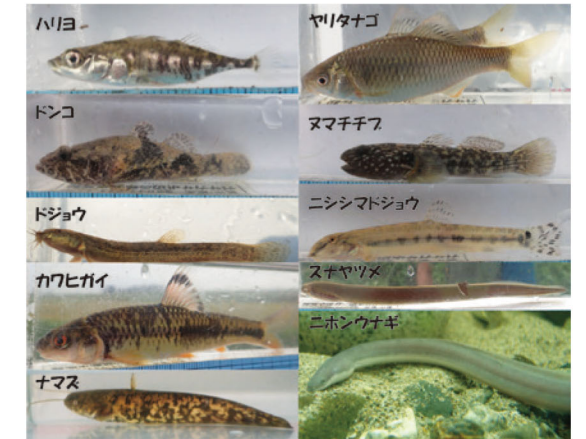 ハリヨ
ドンコ
ドジョウ
カワヒガイ
ナマズ
ヤリタナゴ
ヌマチチブ
ニシシマドジョウ
スナヤツメ
ニホンウナギ